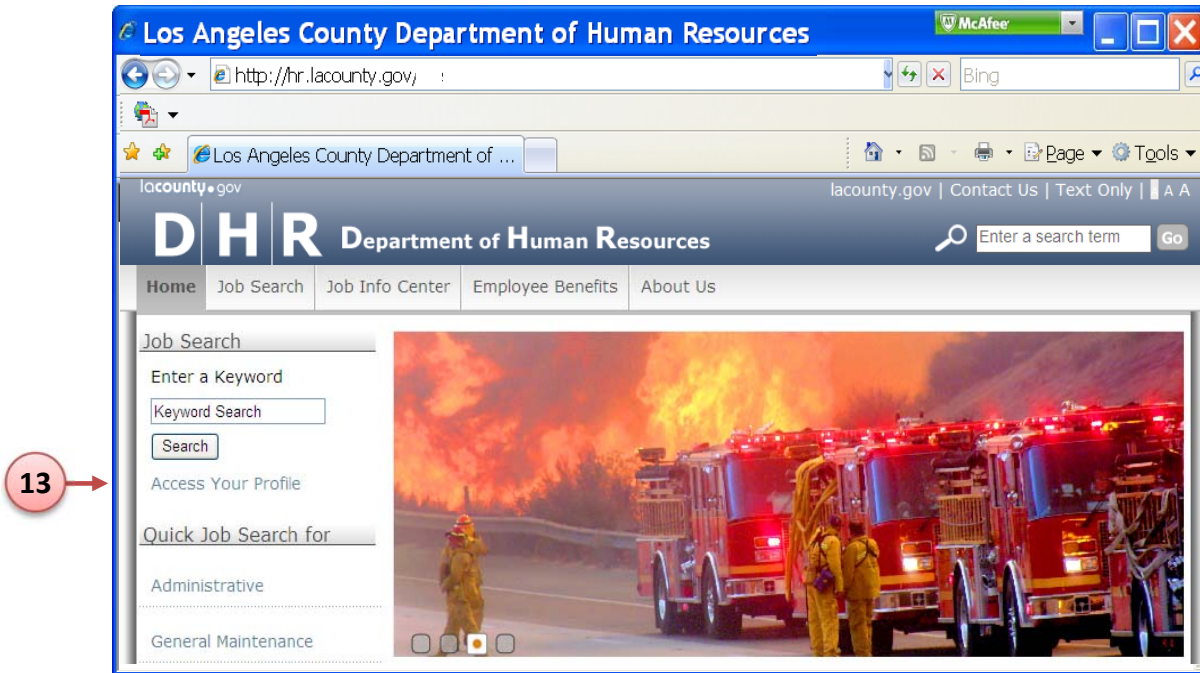 Los Angeles County Department of Human Resources
McAfee
http://hr.lacounty.gov/
Bing
Los Angeles County Department of ...
Page
Tools
lacounty.gov
lacounty.gov | Contact Us | Text Only | A A
DHR Department of Human Resources
Enter a search term
Go
Home
Job Search
Job Info Center
Employee Benefits
About Us
Job Search
Enter a Keyword
Keyword Search
Search
13
Access Your Profile
Quick Job Search for
Administrative
General Maintenance